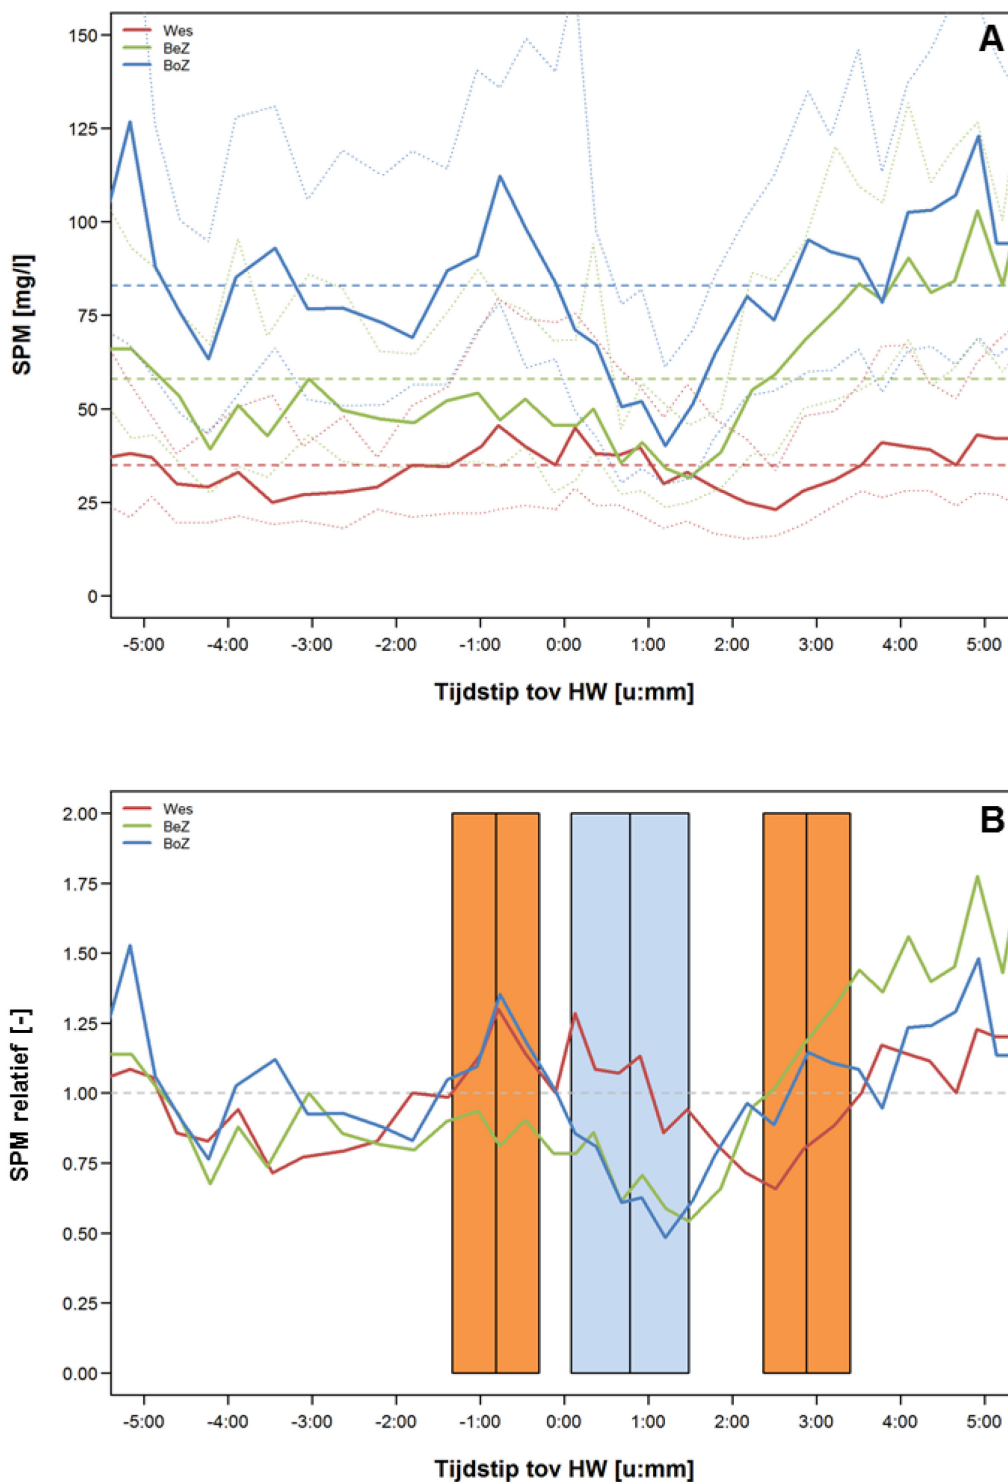 A
Wes
BeZ
BoZ
150
125
100
75
50
25
0
SPM [mg/l]
-5:00 -4:00 -3:00 -2:00 -1:00 0:00 1:00 2:00 3:00 4:00 5:00
Tijdstip tov HW [u:mm]
B
Wes
BeZ
BoZ
2.00
1.75
1.50
1.25
1.00
0.75
0.50
0.25
0.00
SPM relatief [-]
-5:00 -4:00 -3:00 -2:00 -1:00 0:00 1:00 2:00 3:00 4:00 5:00
Tijdstip tov HW [u:mm]